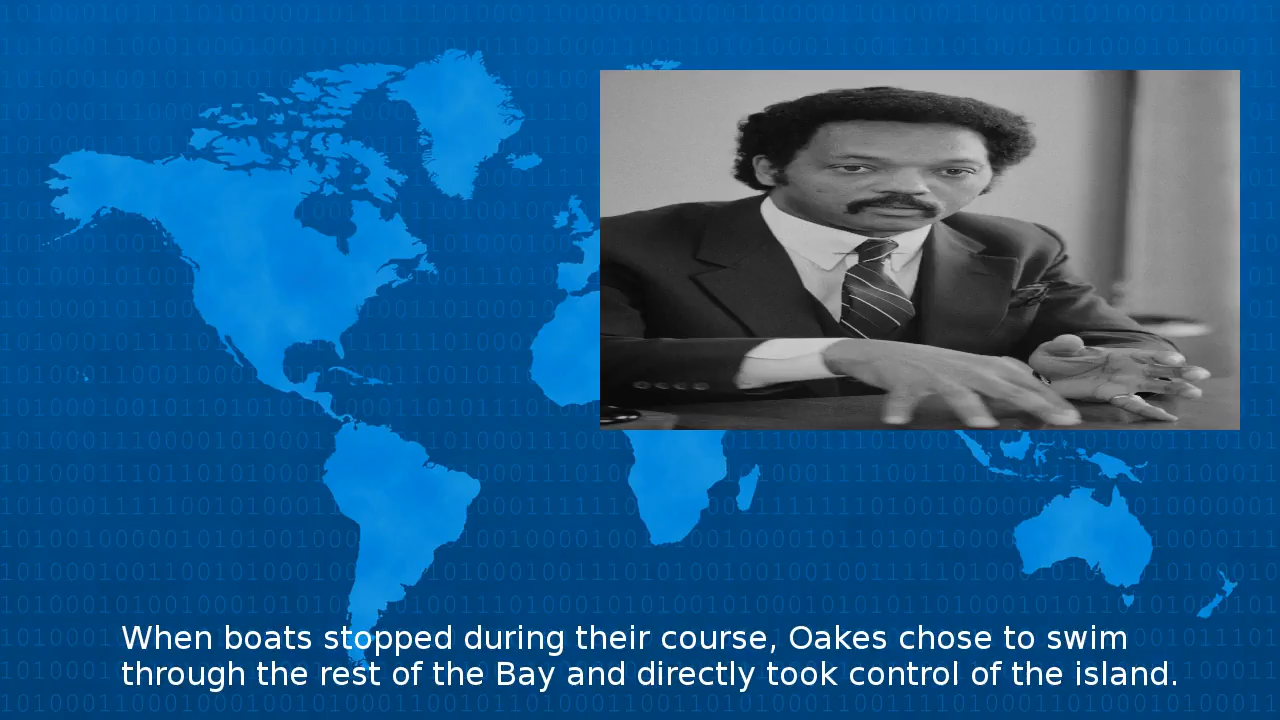 When boats stopped during their course, Oakes chose to swim
through the rest of the Bay and directly took control of the island.